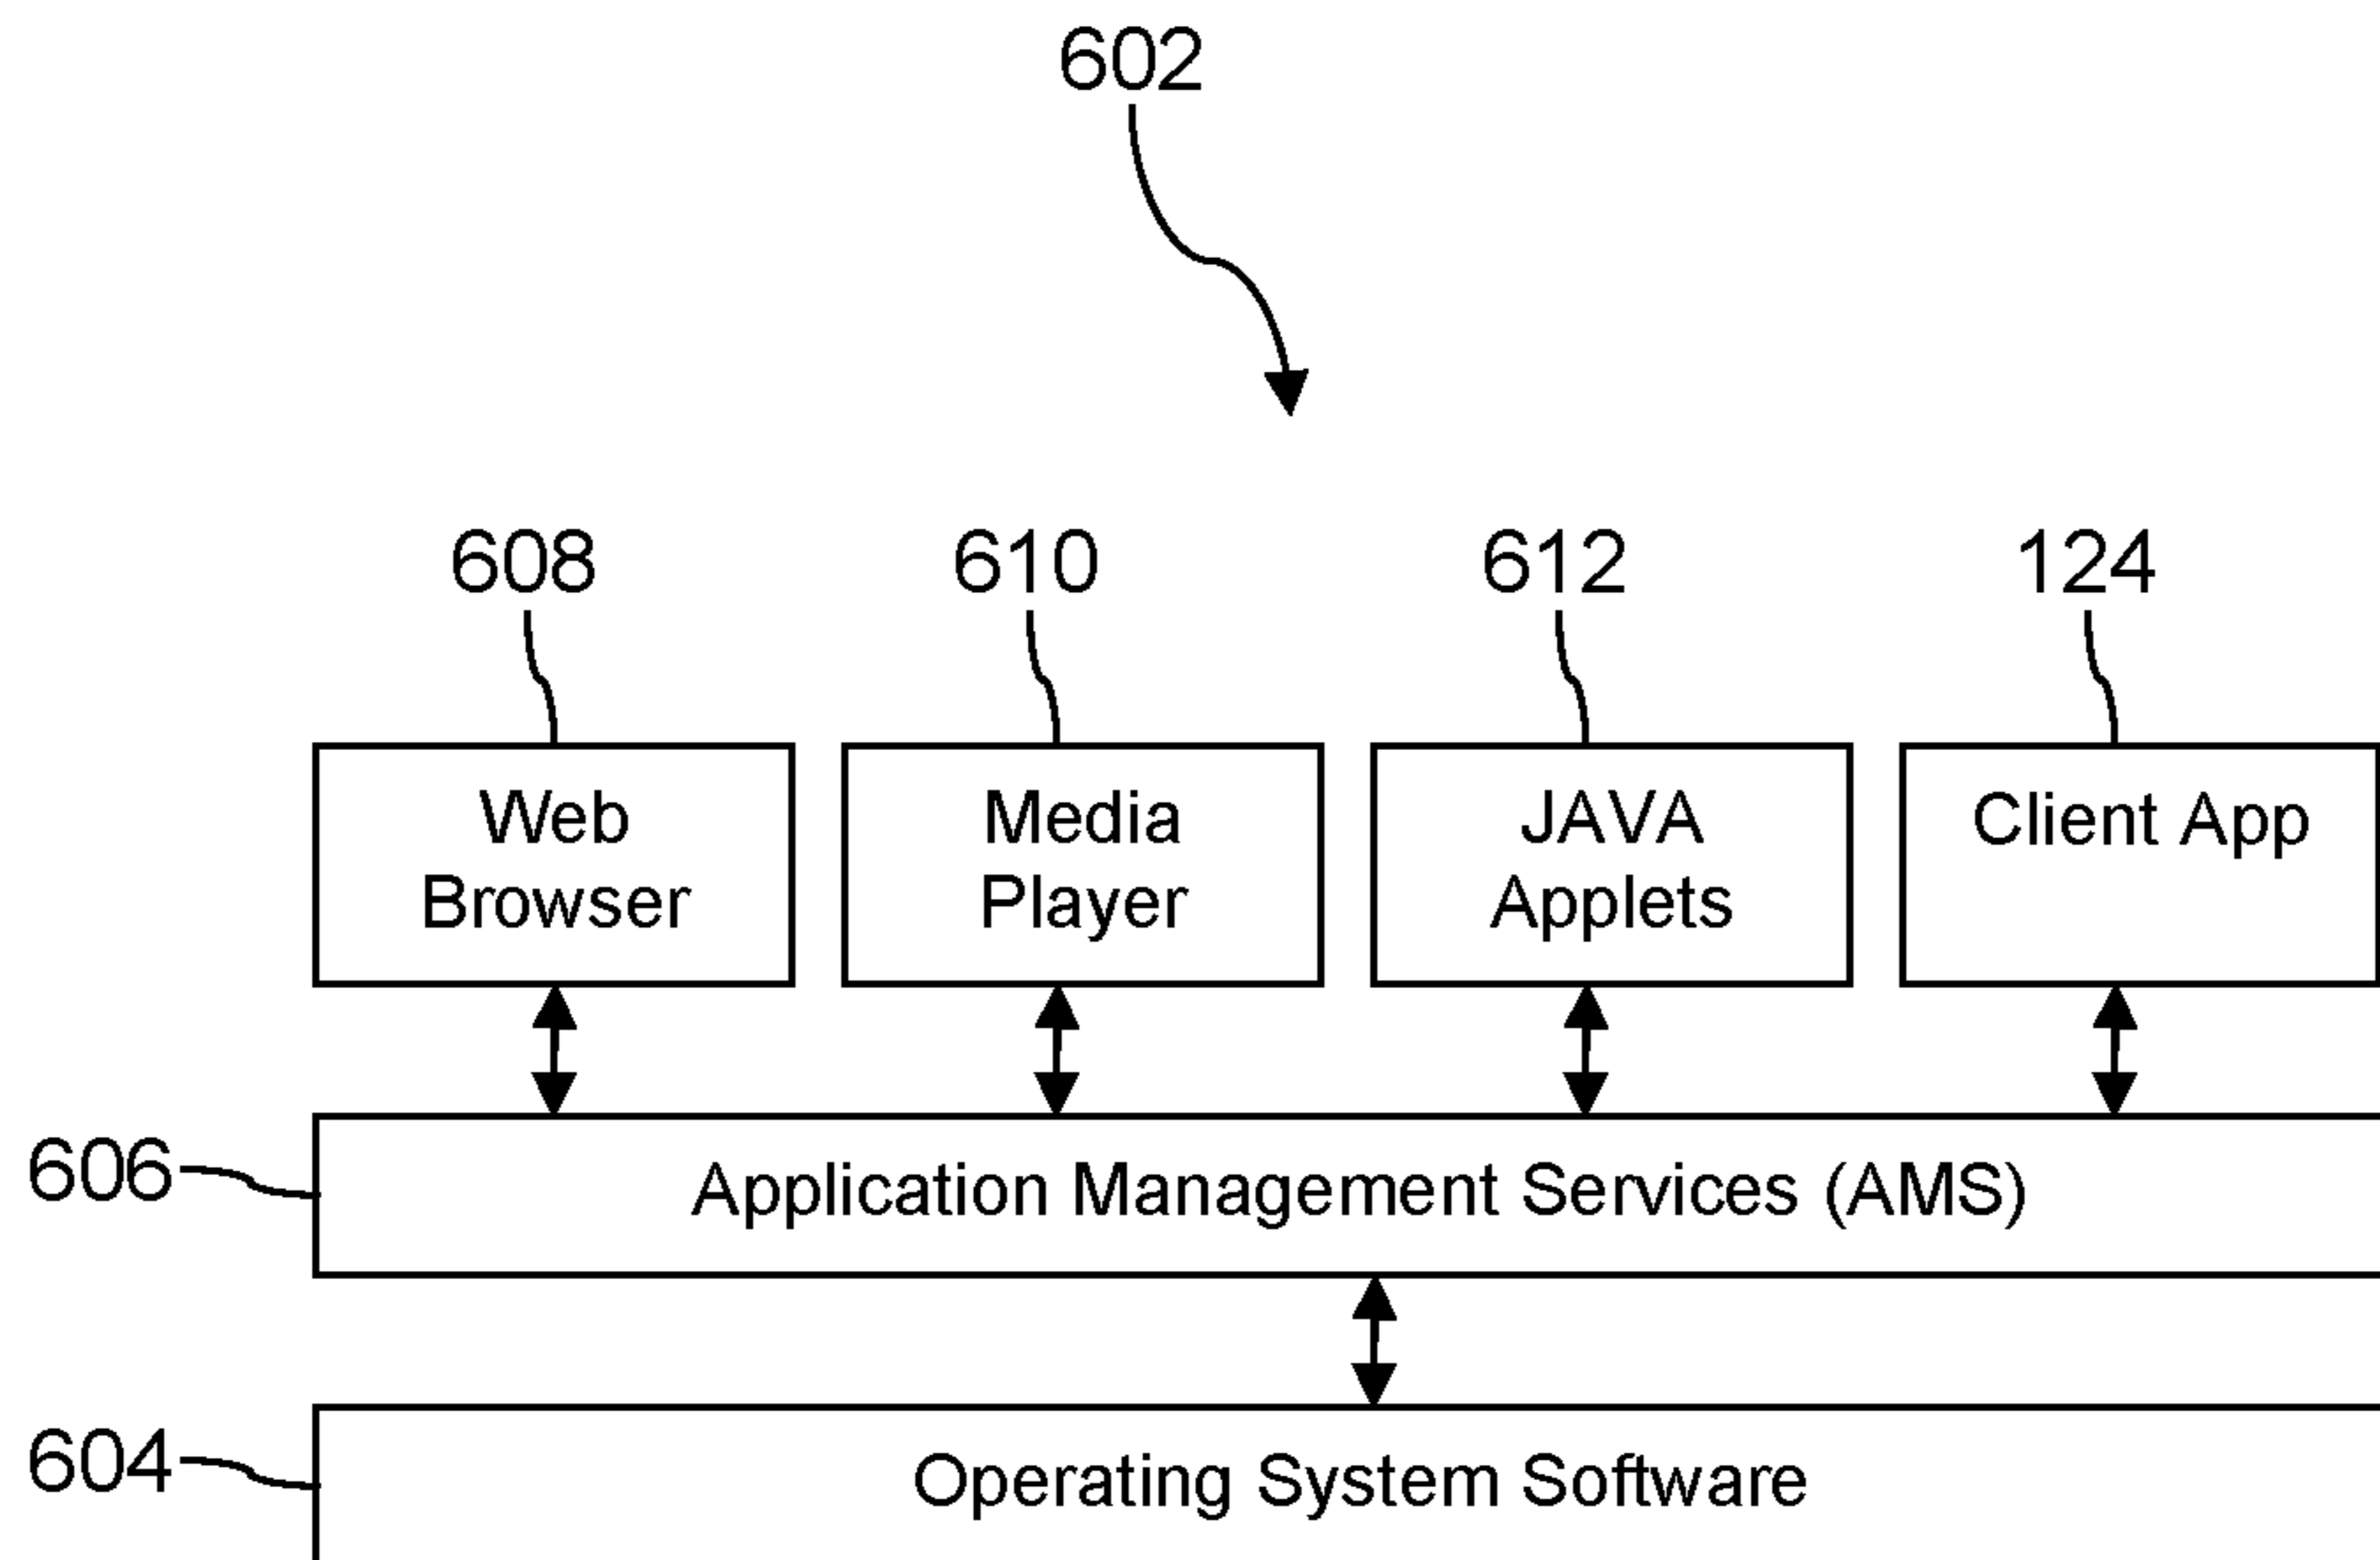 602
608
610
612
124
Web
Browser
Media
Player
JAVA
Applets
Client App
606
Application Management Services (AMS)
604
Operating System Software